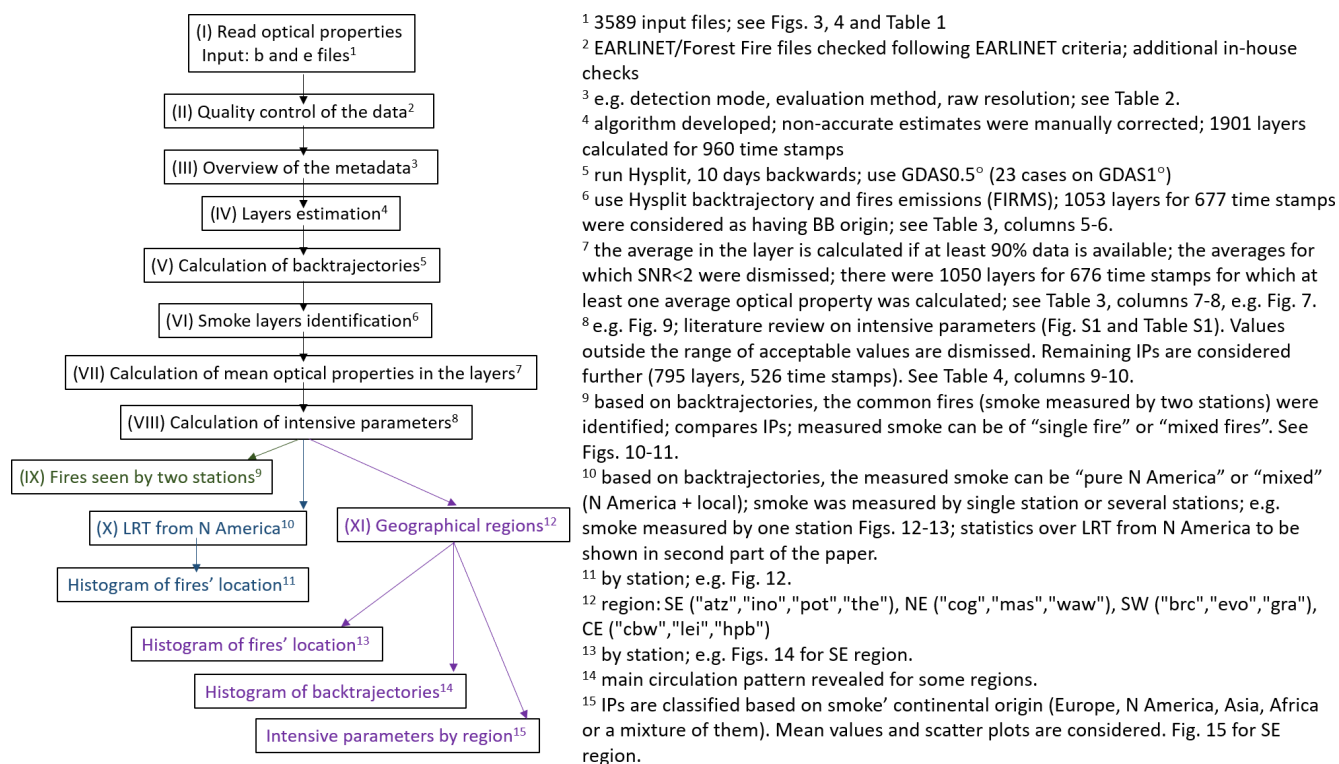 (I) Read optical properties
Input: b and e files¹
(II) Quality control of the data²
(III) Overview of the metadata³
(IV) Layers estimation⁴
(V) Calculation of backtrajectories⁵
(VI) Smoke layers identification⁶
(VII) Calculation of mean optical properties in the layers⁷
(VIII) Calculation of intensive parameters⁸
(IX) Fires seen by two stations⁹
(X) LRT from N America¹⁰
(XI) Geographical regions¹²
Histogram of fires’ location¹¹
Histogram of fires’ location¹³
Histogram of backtrajectories¹⁴
Intensive parameters by region¹⁵
¹ 3589 input files; see Figs. 3, 4 and Table 1
² EARLINET/Forest Fire files checked following EARLINET criteria; additional in-house
checks
³ e.g. detection mode, evaluation method, raw resolution; see Table 2.
⁴ algorithm developed; non-accurate estimates were manually corrected; 1901 layers
calculated for 960 time stamps
⁵ run Hysplit, 10 days backwards; use GDAS0.5° (23 cases on GDAS1°)
⁶ use Hysplit backtrajectory and fires emissions (FIRMS); 1053 layers for 677 time stamps
were considered as having BB origin; see Table 3, columns 5-6.
⁷ the average in the layer is calculated if at least 90% data is available; the averages for
which SNR<2 were dismissed; there were 1050 layers for 676 time stamps for which at
least one average optical property was calculated; see Table 3, columns 7-8, e.g. Fig. 7.
⁸ e.g. Fig. 9; literature review on intensive parameters (Fig. S1 and Table S1). Values
outside the range of acceptable values are dismissed. Remaining IPs are considered
further (795 layers, 526 time stamps). See Table 4, columns 9-10.
⁹ based on backtrajectories, the common fires (smoke measured by two stations) were
identified; compares IPs; measured smoke can be of “single fire” or “mixed fires”. See
Figs. 10-11.
¹⁰ based on backtrajectories, the measured smoke can be “pure N America” or “mixed”
(N America + local); smoke was measured by single station or several stations; e.g.
smoke measured by one station Figs. 12-13; statistics over LRT from N America to be
shown in second part of the paper.
¹¹ by station; e.g. Fig. 12.
¹² region: SE ("atz","ino","pot","the"), NE ("cog","mas","waw"), SW ("brc","evo","gra"),
CE ("cbw","lei","hpb")
¹³ by station; e.g. Figs. 14 for SE region.
¹⁴ main circulation pattern revealed for some regions.
¹⁵ IPs are classified based on smoke’ continental origin (Europe, N America, Asia, Africa
or a mixture of them). Mean values and scatter plots are considered. Fig. 15 for SE
region.